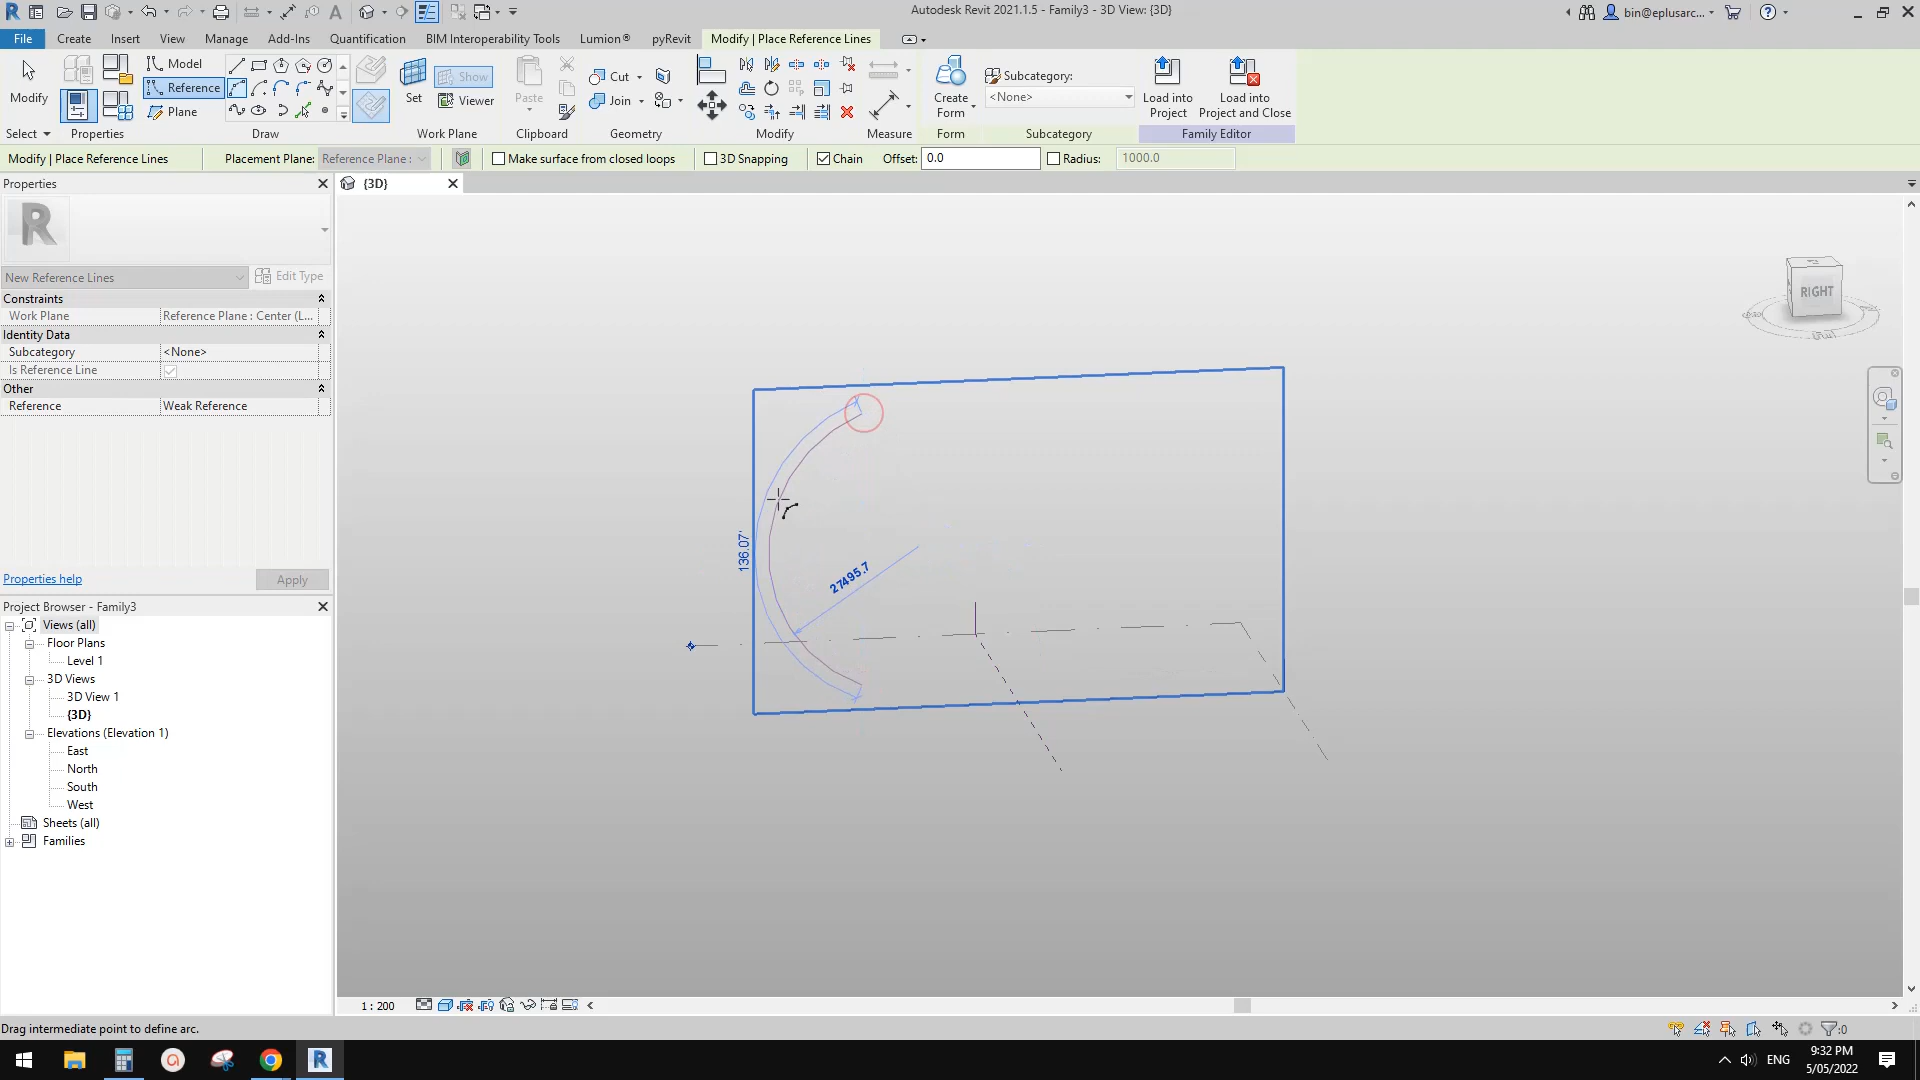 Autodesk Revit 2021.1.5 - Family3 - 3D View: {3D}
bin@eplusarc...
File
Create
Insert
View
Manage
Add-Ins
Quantification
BIM Interoperability Tools
Lumion®
pyRevit
Modify | Place Reference Lines
Modify
Model
Reference
Plane
Set
Show
Viewer
Paste
Cut
Join
Create
Form
Subcategory:
<None>
Load into
Project
Load into
Project and Close
Select
Properties
Draw
Work Plane
Clipboard
Geometry
Modify
Measure
Form
Subcategory
Family Editor
Modify | Place Reference Lines
Placement Plane:
Reference Plane :
Make surface from closed loops
3D Snapping
Chain
Offset:
0.0
Radius:
1000.0
Properties
{3D}
New Reference Lines
Edit Type
Constraints
Work Plane
Reference Plane : Center (L...
Identity Data
Subcategory
<None>
Is Reference Line
Other
Reference
Weak Reference
Properties help
Apply
Project Browser - Family3
Views (all)
Floor Plans
Level 1
3D Views
3D View 1
{3D}
Elevations (Elevation 1)
East
North
South
West
Sheets (all)
Families
136.07°
27495.7
RIGHT
1 : 200
Drag intermediate point to define arc.
:0
ENG
9:32 PM
5/05/2022